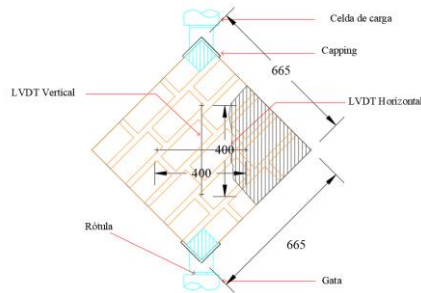 Celda de carga
Capping
665
LVDT Vertical
LVDT Horizontal
400
400
665
Rótula
Gata